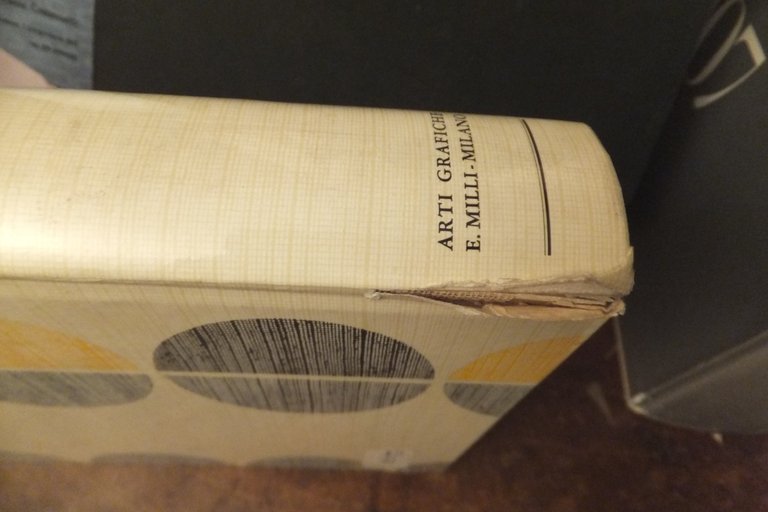 ARTI GRAFICHE
E. MILLI - MILANO